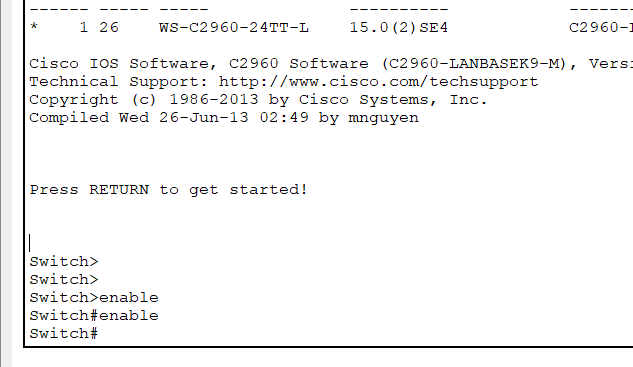 ------ ----- ----- ---------- ------
* 1 26 WS-C2960-24TT-L 15.0(2)SE4 C2960-
Cisco IOS Software, C2960 Software (C2960-LANBASEK9-M), Versi
Technical Support: http://www.cisco.com/techsupport
Copyright (c) 1986-2013 by Cisco Systems, Inc.
Compiled Wed 26-Jun-13 02:49 by mnguyen
Press RETURN to get started!
Switch>
Switch>
Switch>enable
Switch#enable
Switch#